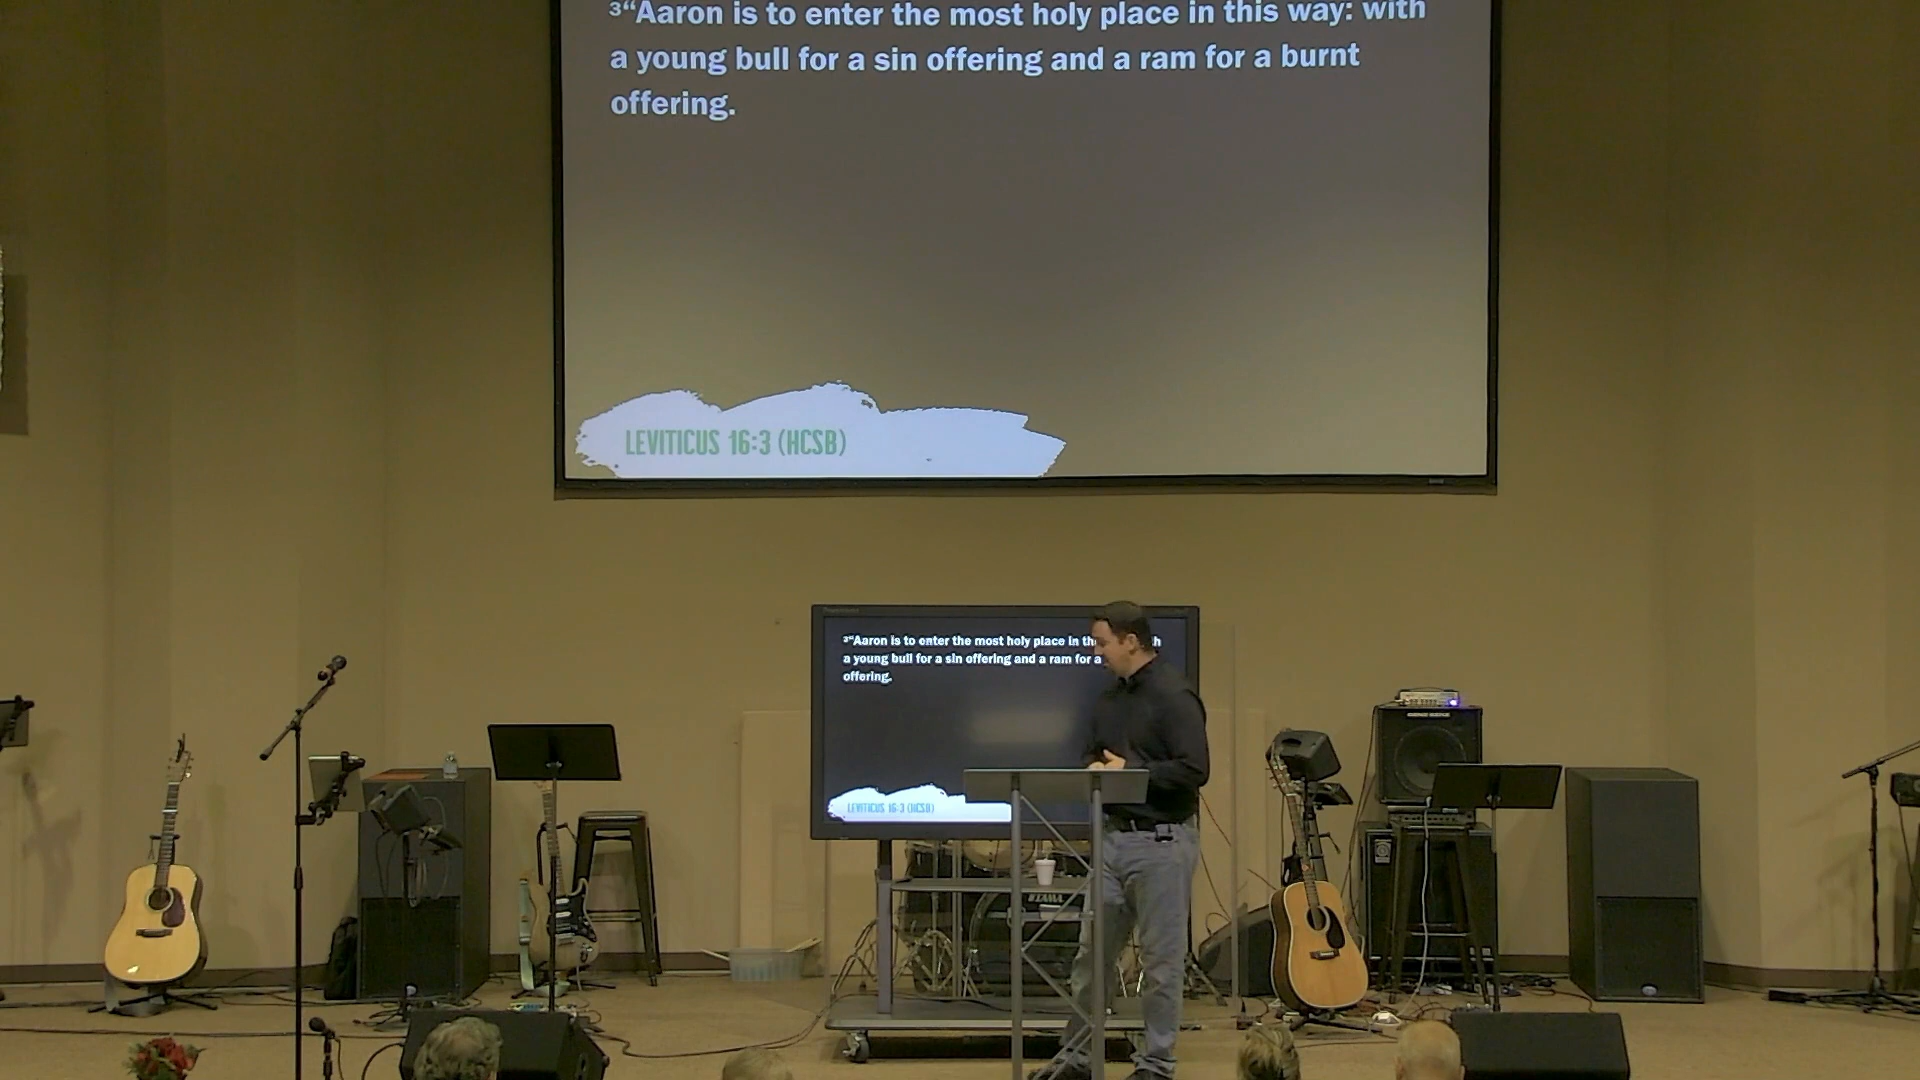 ³“Aaron is to enter the most holy place in this way: with
a young bull for a sin offering and a ram for a burnt
offering.
LEVITICUS 16:3 (HCSB)
³“Aaron is to enter the most holy place in th
h
a young bull for a sin offering and a ram for a
offering.
LEVITICUS 16:3 (HCSB)
TAMA